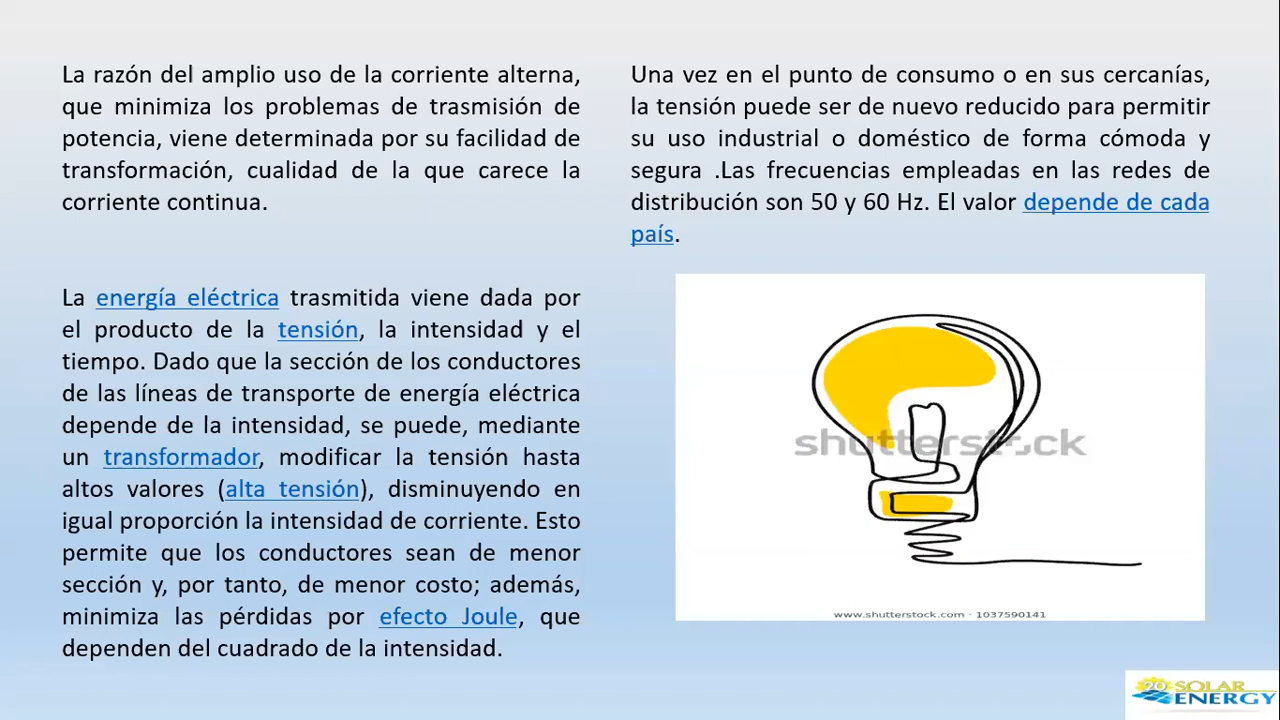 La razón del amplio uso de la corriente alterna,
que minimiza los problemas de trasmisión de
potencia, viene determinada por su facilidad de
transformación, cualidad de la que carece la
corriente continua.
La energía eléctrica trasmitida viene dada por
el producto de la tensión, la intensidad y el
tiempo. Dado que la sección de los conductores
de las líneas de transporte de energía eléctrica
depende de la intensidad, se puede, mediante
un transformador, modificar la tensión hasta
altos valores (alta tensión), disminuyendo en
igual proporción la intensidad de corriente. Esto
permite que los conductores sean de menor
sección y, por tanto, de menor costo; además,
minimiza las pérdidas por efecto Joule, que
dependen del cuadrado de la intensidad.
Una vez en el punto de consumo o en sus cercanías,
la tensión puede ser de nuevo reducido para permitir
su uso industrial o doméstico de forma cómoda y
segura .Las frecuencias empleadas en las redes de
distribución son 50 y 60 Hz. El valor depende de cada
país.
shutterstock
www.shutterstock.com · 1037590141
SOLAR
ENERGY